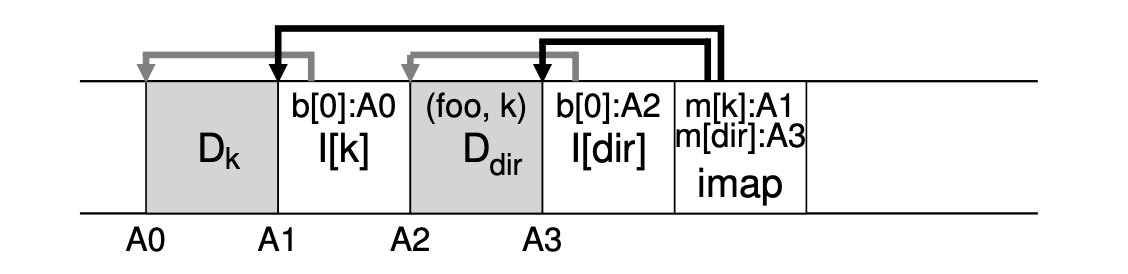 b[0]:A0 (foo, k) b[0]:A2 m[k]:A1
m[dir]:A3
Dk I[k] Ddir I[dir]
imap
A0 A1 A2 A3